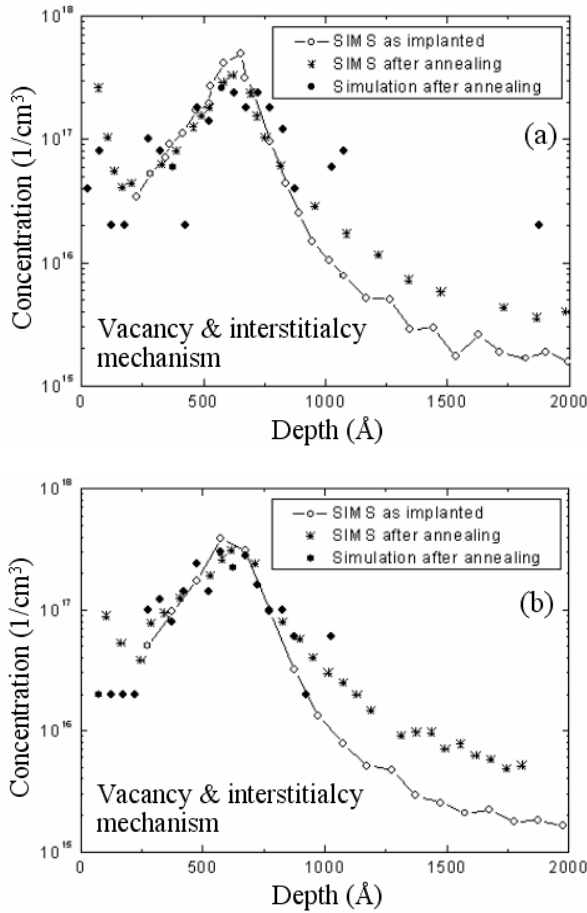 10¹⁸
SIMS as implanted
SIMS after annealing
Simulation after annealing
(a)
10¹⁷
Concentration (1/cm³)
10¹⁶
Vacancy & interstitialcy
mechanism
10¹⁵
0 500 1000 1500 2000
Depth (Å)
10¹⁸
SIMS as implanted
SIMS after annealing
Simulation after annealing
(b)
10¹⁷
Concentration (1/cm³)
10¹⁶
Vacancy & interstitialcy
mechanism
10¹⁵
0 500 1000 1500 2000
Depth (Å)